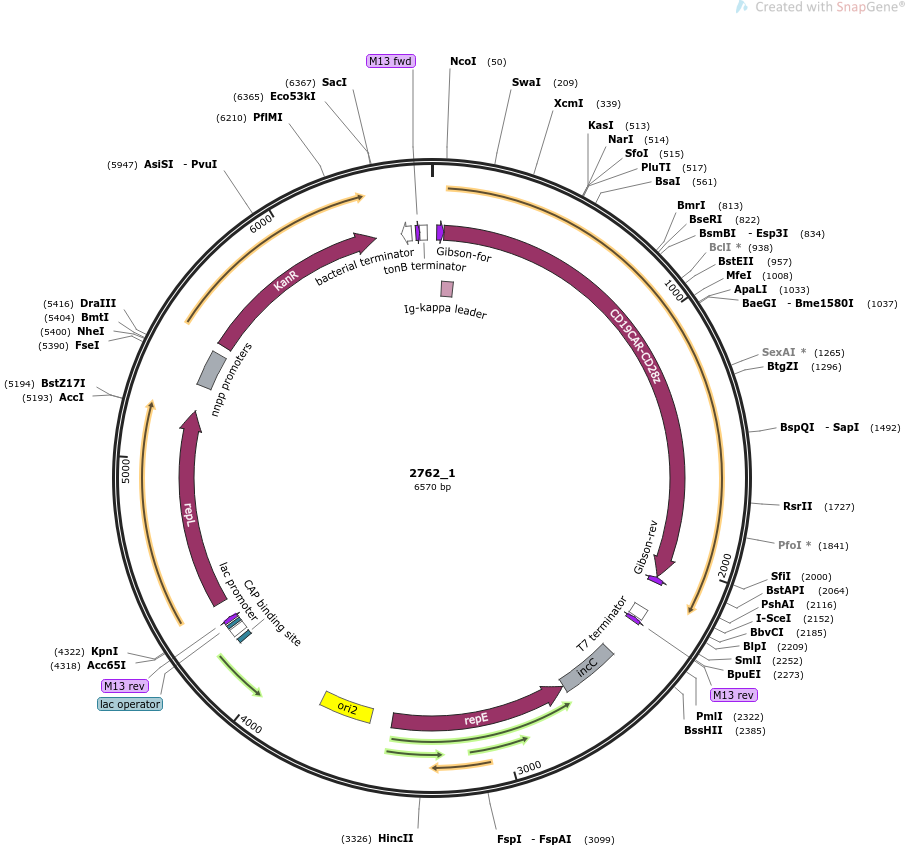 Created with SnapGene®
M13 fwd
NcoI (50)
(6367) SacI
SwaI (209)
(6365) Eco53kI
XcmI (339)
(6210) PflMI
KasI (513)
NarI (514)
SfoI (515)
(5947) AsiSI - PvuI
PluTI (517)
BsaI (561)
BmrI (813)
BseRI (822)
6000
BsmBI - Esp3I (834)
BclI * (938)
bacterial terminator
Gibson-for
BstEII (957)
tonB terminator
MfeI (1008)
KanR
ApaLI (1033)
1000
BaeGI - Bme1580I (1037)
Ig-kappa leader
(5416) DraIII
(5404) BmtI
(5400) NheI
(5390) FseI
CD19CAR-CD28z
SexAI * (1265)
BtgZI (1296)
nnpp promoters
(5194) BstZ17I
(5193) AccI
BspQI - SapI (1492)
5000
2762_1
6570 bp
RsrII (1727)
repL
Gibson-rev
PfoI * (1841)
2000
SfiI (2000)
BstAPI (2064)
PshAI (2116)
I-SceI (2152)
lac promoter
CAP binding site
T7 terminator
BbvCI (2185)
BlpI (2209)
(4322) KpnI
SmlI (2252)
(4318) Acc65I
BpuEI (2273)
M13 rev
M13 rev
lac operator
incC
PmlI (2322)
ori2
repE
BssHII (2385)
4000
3000
(3326) HincII
FspI - FspAI (3099)